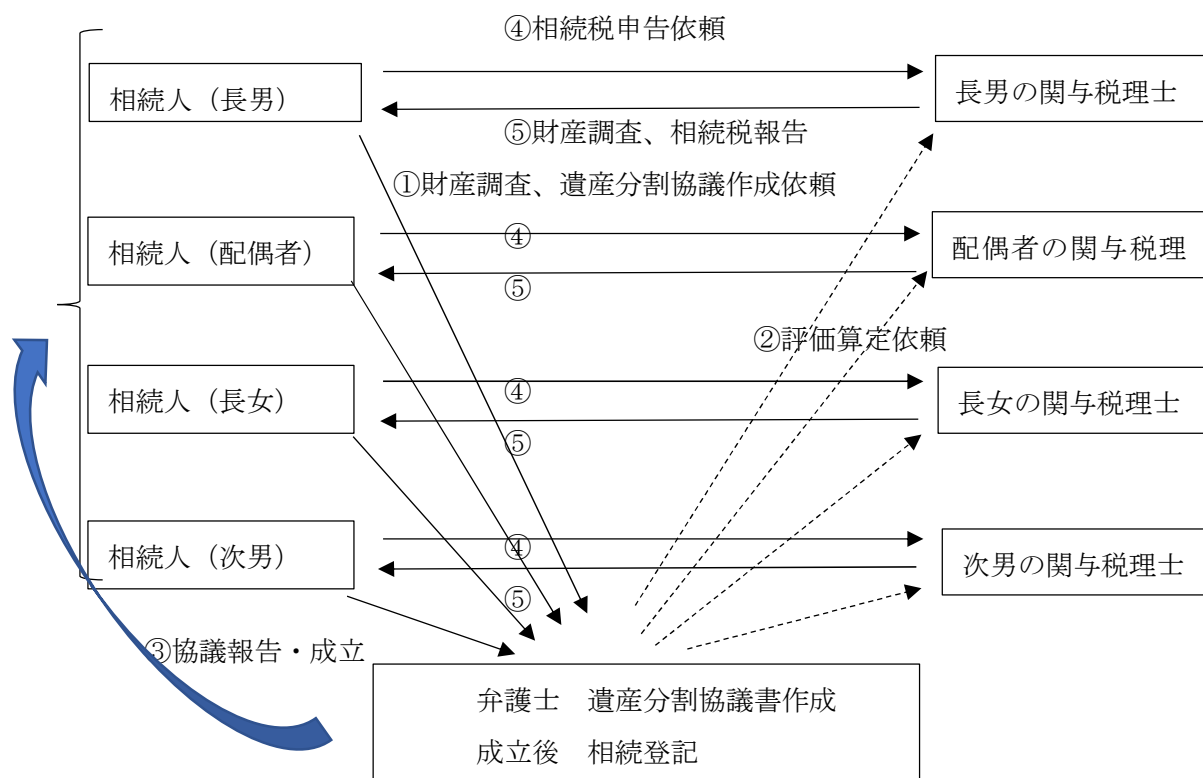 ④相続税申告依頼
相続人（長男）
長男の関与税理士
⑤財産調査、相続税報告
①財産調査、遺産分割協議作成依頼
相続人（配偶者）
④
配偶者の関与税理
⑤
②評価算定依頼
相続人（長女）
④
長女の関与税理士
⑤
相続人（次男）
④
次男の関与税理士
⑤
③協議報告・成立
弁護士　遺産分割協議書作成
成立後　相続登記